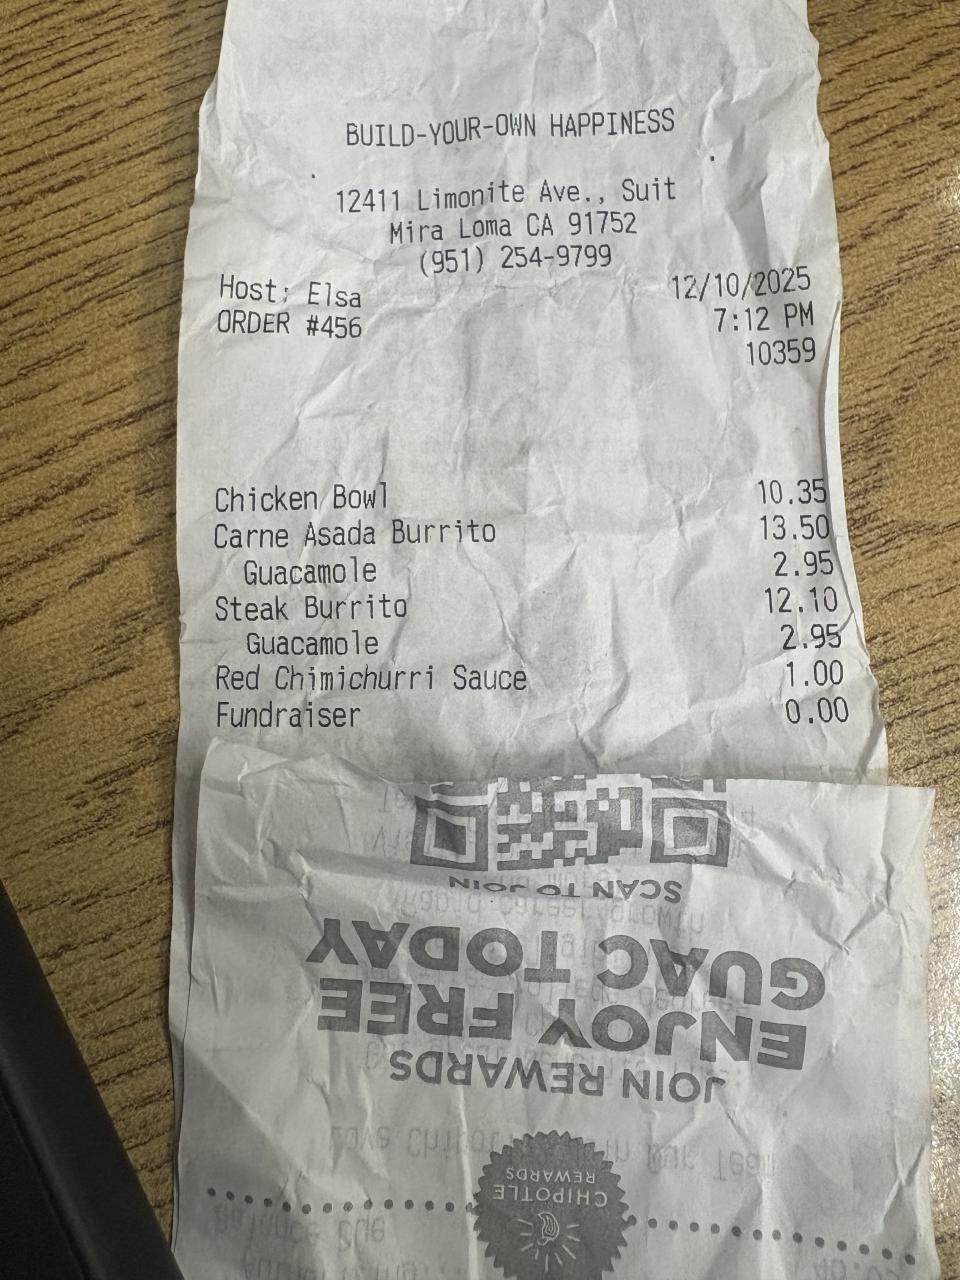 BUILD-YOUR-OWN HAPPINESS
12411 Limonite Ave., Suit
Mira Loma CA 91752
(951) 254-9799
Host: Elsa 12/10/2025
ORDER #456 7:12 PM
10359
Chicken Bowl 10.35
Carne Asada Burrito 13.50
Guacamole 2.95
Steak Burrito 12.10
Guacamole 2.95
Red Chimichurri Sauce 1.00
Fundraiser 0.00
CHIPOTLE
REWARDS
JOIN REWARDS
ENJOY FREE
GUAC TODAY
SCAN TO JOIN